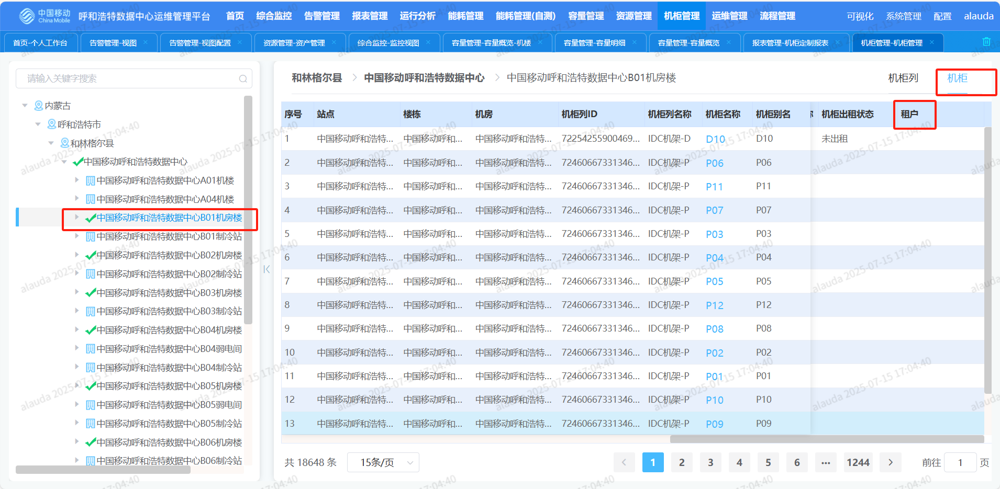 中国移动
China Mobile
呼和浩特数据中心运维管理平台
首页 综合监控 告警管理 报表管理 运行分析 能耗管理 能耗管理(自测) 容量管理 资源管理 机柜管理 运维管理 流程管理
可视化 系统管理 配置 alauda
首页-个人工作台 告警管理-视图 × 告警管理-视图配置 × 资源管理-资产管理 × 综合监控-监控视图 × 容量管理-容量概览-机楼 × 容量管理-容量明细 × 容量管理-容量概览 × 报表管理-机柜定制报表 × 机柜管理-机柜管理 ×
请输入关键字搜索
内蒙古
呼和浩特市
和林格尔县
中国移动呼和浩特数据中心
中国移动呼和浩特数据中心A01机楼
中国移动呼和浩特数据中心A04机楼
中国移动呼和浩特数据中心B01机房楼
中国移动呼和浩特数据中心B01制冷站
中国移动呼和浩特数据中心B02机房楼
中国移动呼和浩特数据中心B02制冷站
中国移动呼和浩特数据中心B03机房楼
中国移动呼和浩特数据中心B03制冷站
中国移动呼和浩特数据中心B04机房楼
中国移动呼和浩特数据中心B04弱电间
中国移动呼和浩特数据中心B04制冷站
中国移动呼和浩特数据中心B05机房楼
中国移动呼和浩特数据中心B05弱电间
中国移动呼和浩特数据中心B05制冷站
中国移动呼和浩特数据中心B06机房楼
中国移动呼和浩特数据中心B06制冷站
和林格尔县 > 中国移动呼和浩特数据中心 > 中国移动呼和浩特数据中心B01机房楼
机柜列 机柜
序号 站点 楼栋 机房 机柜列ID 机柜列名称 机柜名称 机柜别名 机柜出租状态 租户
1 中国移动呼和浩特... 中国移动呼和... 中国移动呼和浩特... 72254255900469... IDC机架-D D10 D10 未出租
2 中国移动呼和浩特... 中国移动呼和... 中国移动呼和浩特... 72460667331346... IDC机架-P P06 P06
3 中国移动呼和浩特... 中国移动呼和... 中国移动呼和浩特... 72460667331346... IDC机架-P P11 P11
4 中国移动呼和浩特... 中国移动呼和... 中国移动呼和浩特... 72460667331346... IDC机架-P P07 P07
5 中国移动呼和浩特... 中国移动呼和... 中国移动呼和浩特... 72460667331346... IDC机架-P P03 P03
6 中国移动呼和浩特... 中国移动呼和... 中国移动呼和浩特... 72460667331346... IDC机架-P P04 P04
7 中国移动呼和浩特... 中国移动呼和... 中国移动呼和浩特... 72460667331346... IDC机架-P P05 P05
8 中国移动呼和浩特... 中国移动呼和... 中国移动呼和浩特... 72460667331346... IDC机架-P P12 P12
9 中国移动呼和浩特... 中国移动呼和... 中国移动呼和浩特... 72460667331346... IDC机架-P P08 P08
10 中国移动呼和浩特... 中国移动呼和... 中国移动呼和浩特... 72460667331346... IDC机架-P P02 P02
11 中国移动呼和浩特... 中国移动呼和... 中国移动呼和浩特... 72460667331346... IDC机架-P P01 P01
12 中国移动呼和浩特... 中国移动呼和... 中国移动呼和浩特... 72460667331346... IDC机架-P P10 P10
13 中国移动呼和浩特... 中国移动呼和... 中国移动呼和浩特... 72460667331346... IDC机架-P P09 P09
共 18648 条 15条/页 < 1 2 3 4 5 6 ... 1244 > 前往 1 页
alauda 2025-07-15 17:04:40